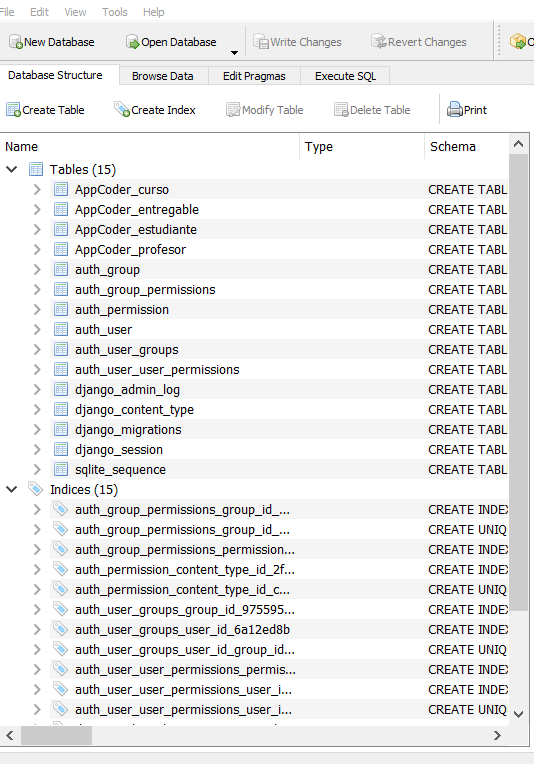 File Edit View Tools Help
New Database Open Database Write Changes Revert Changes
Database Structure Browse Data Edit Pragmas Execute SQL
Create Table Create Index Modify Table Delete Table Print
Name Type Schema
Tables (15)
AppCoder_curso CREATE TABL
AppCoder_entregable CREATE TABL
AppCoder_estudiante CREATE TABL
AppCoder_profesor CREATE TABL
auth_group CREATE TABL
auth_group_permissions CREATE TABL
auth_permission CREATE TABL
auth_user CREATE TABL
auth_user_groups CREATE TABL
auth_user_user_permissions CREATE TABL
django_admin_log CREATE TABL
django_content_type CREATE TABL
django_migrations CREATE TABL
django_session CREATE TABL
sqlite_sequence CREATE TABL
Indices (15)
auth_group_permissions_group_id_... CREATE INDEX
auth_group_permissions_group_id_... CREATE UNIQ
auth_group_permissions_permission... CREATE INDEX
auth_permission_content_type_id_2f... CREATE INDEX
auth_permission_content_type_id_c... CREATE UNIQ
auth_user_groups_group_id_975595... CREATE INDEX
auth_user_groups_user_id_6a12ed8b CREATE INDEX
auth_user_groups_user_id_group_id... CREATE UNIQ
auth_user_user_permissions_permis... CREATE INDEX
auth_user_user_permissions_user_i... CREATE INDEX
auth_user_user_permissions_user_i... CREATE UNIQ